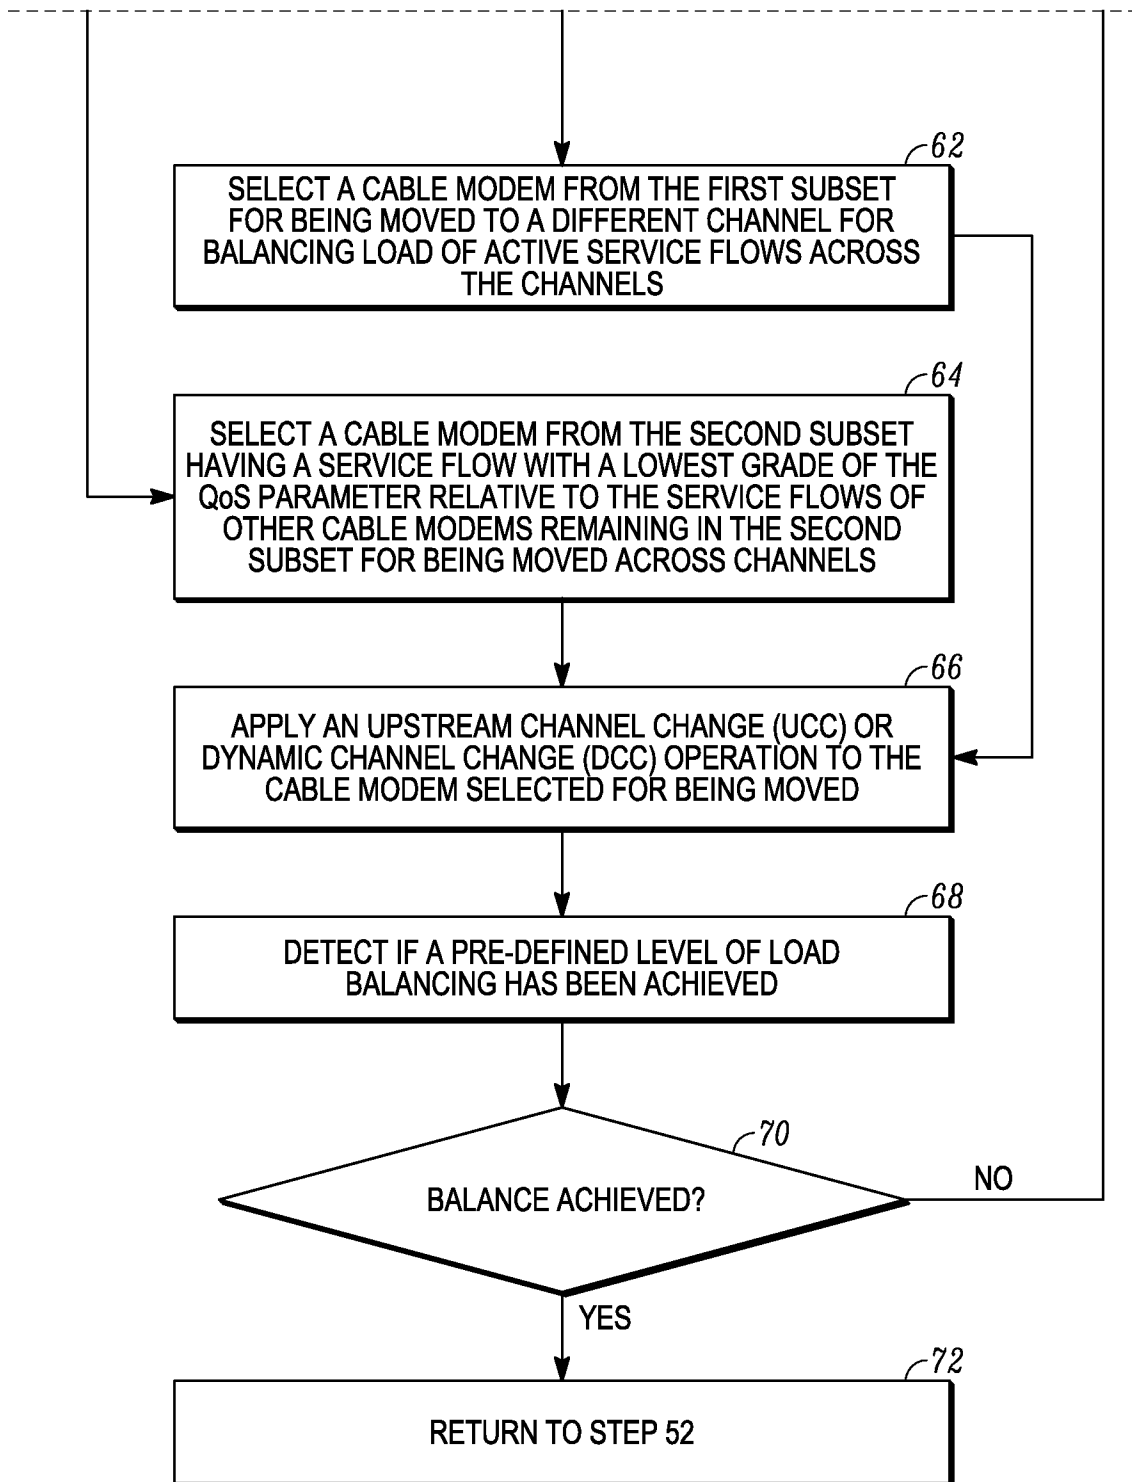 62
SELECT A CABLE MODEM FROM THE FIRST SUBSET
FOR BEING MOVED TO A DIFFERENT CHANNEL FOR
BALANCING LOAD OF ACTIVE SERVICE FLOWS ACROSS
THE CHANNELS
64
SELECT A CABLE MODEM FROM THE SECOND SUBSET
HAVING A SERVICE FLOW WITH A LOWEST GRADE OF THE
QoS PARAMETER RELATIVE TO THE SERVICE FLOWS OF
OTHER CABLE MODEMS REMAINING IN THE SECOND
SUBSET FOR BEING MOVED ACROSS CHANNELS
66
APPLY AN UPSTREAM CHANNEL CHANGE (UCC) OR
DYNAMIC CHANNEL CHANGE (DCC) OPERATION TO THE
CABLE MODEM SELECTED FOR BEING MOVED
68
DETECT IF A PRE-DEFINED LEVEL OF LOAD
BALANCING HAS BEEN ACHIEVED
70
BALANCE ACHIEVED?
NO
YES
72
RETURN TO STEP 52